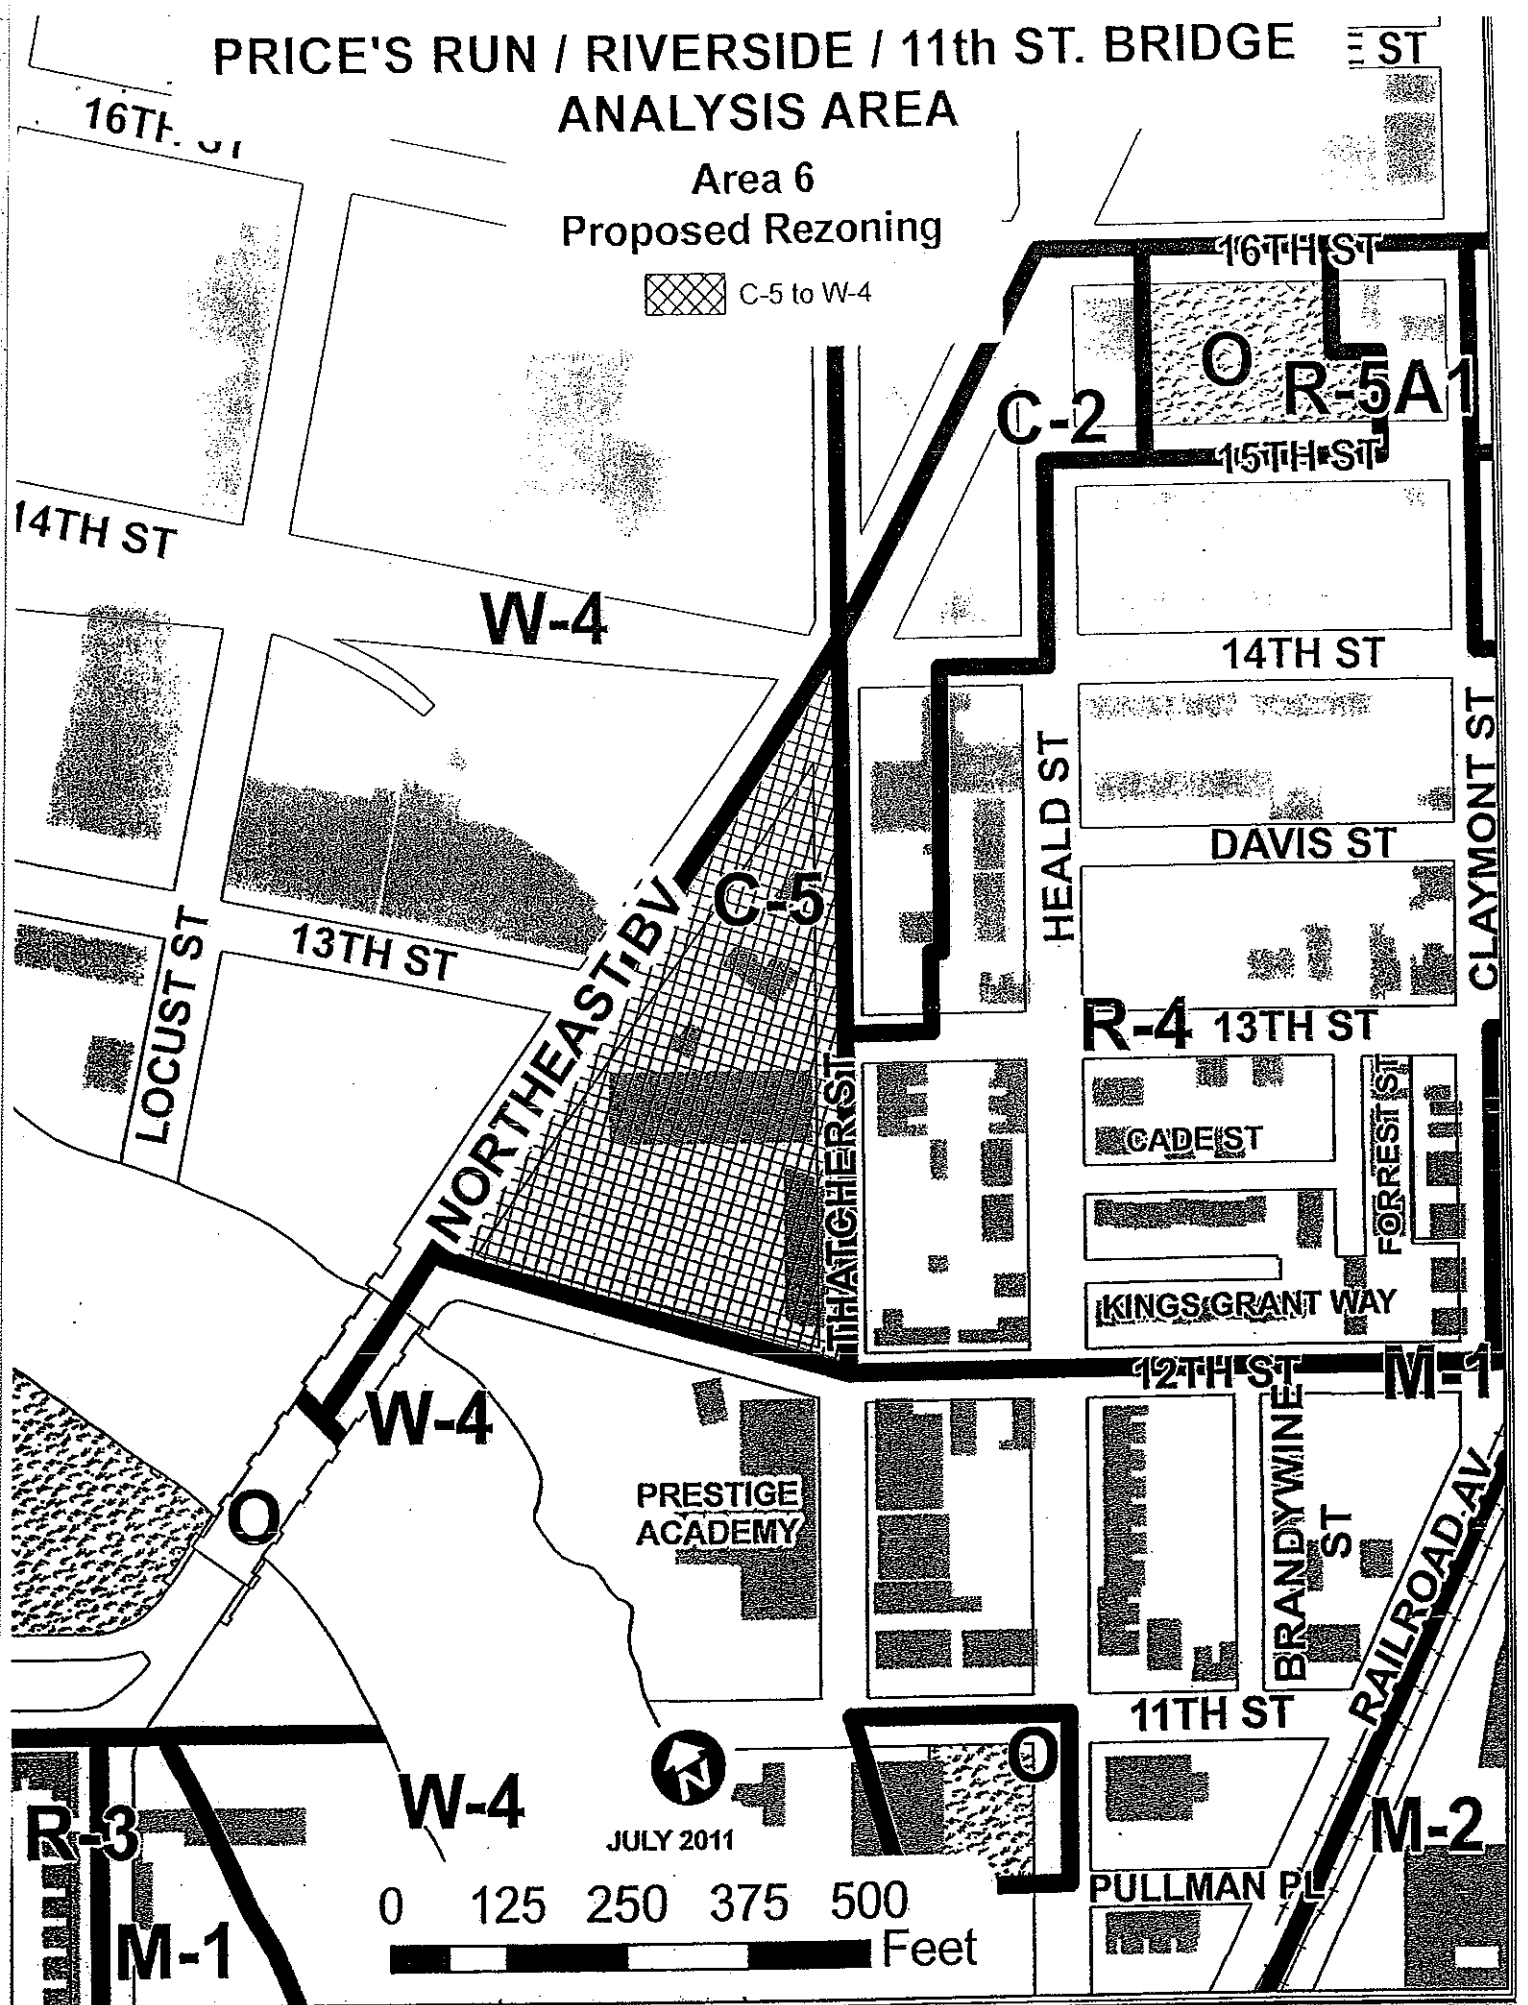 PRICE'S RUN / RIVERSIDE / 11th ST. BRIDGE
ANALYSIS AREA
Area 6
Proposed Rezoning
C-5 to W-4
ST
16TH ST
16TH ST
O
R-5A1
C-2
15TH ST
14TH ST
W-4
14TH ST
CLAYMONT ST
HEALD ST
DAVIS ST
C-5
NORTHEAST BV
13TH ST
LOCUST ST
R-4
13TH ST
THATCHER ST
CADE ST
FORREST ST
KINGS GRANT WAY
12TH ST
M-1
W-4
BRANDYWINE
ST
PRESTIGE
ACADEMY
O
RAILROAD AV
11TH ST
O
N
W-4
R-3
M-2
JULY 2011
PULLMAN PL
0 125 250 375 500
Feet
M-1